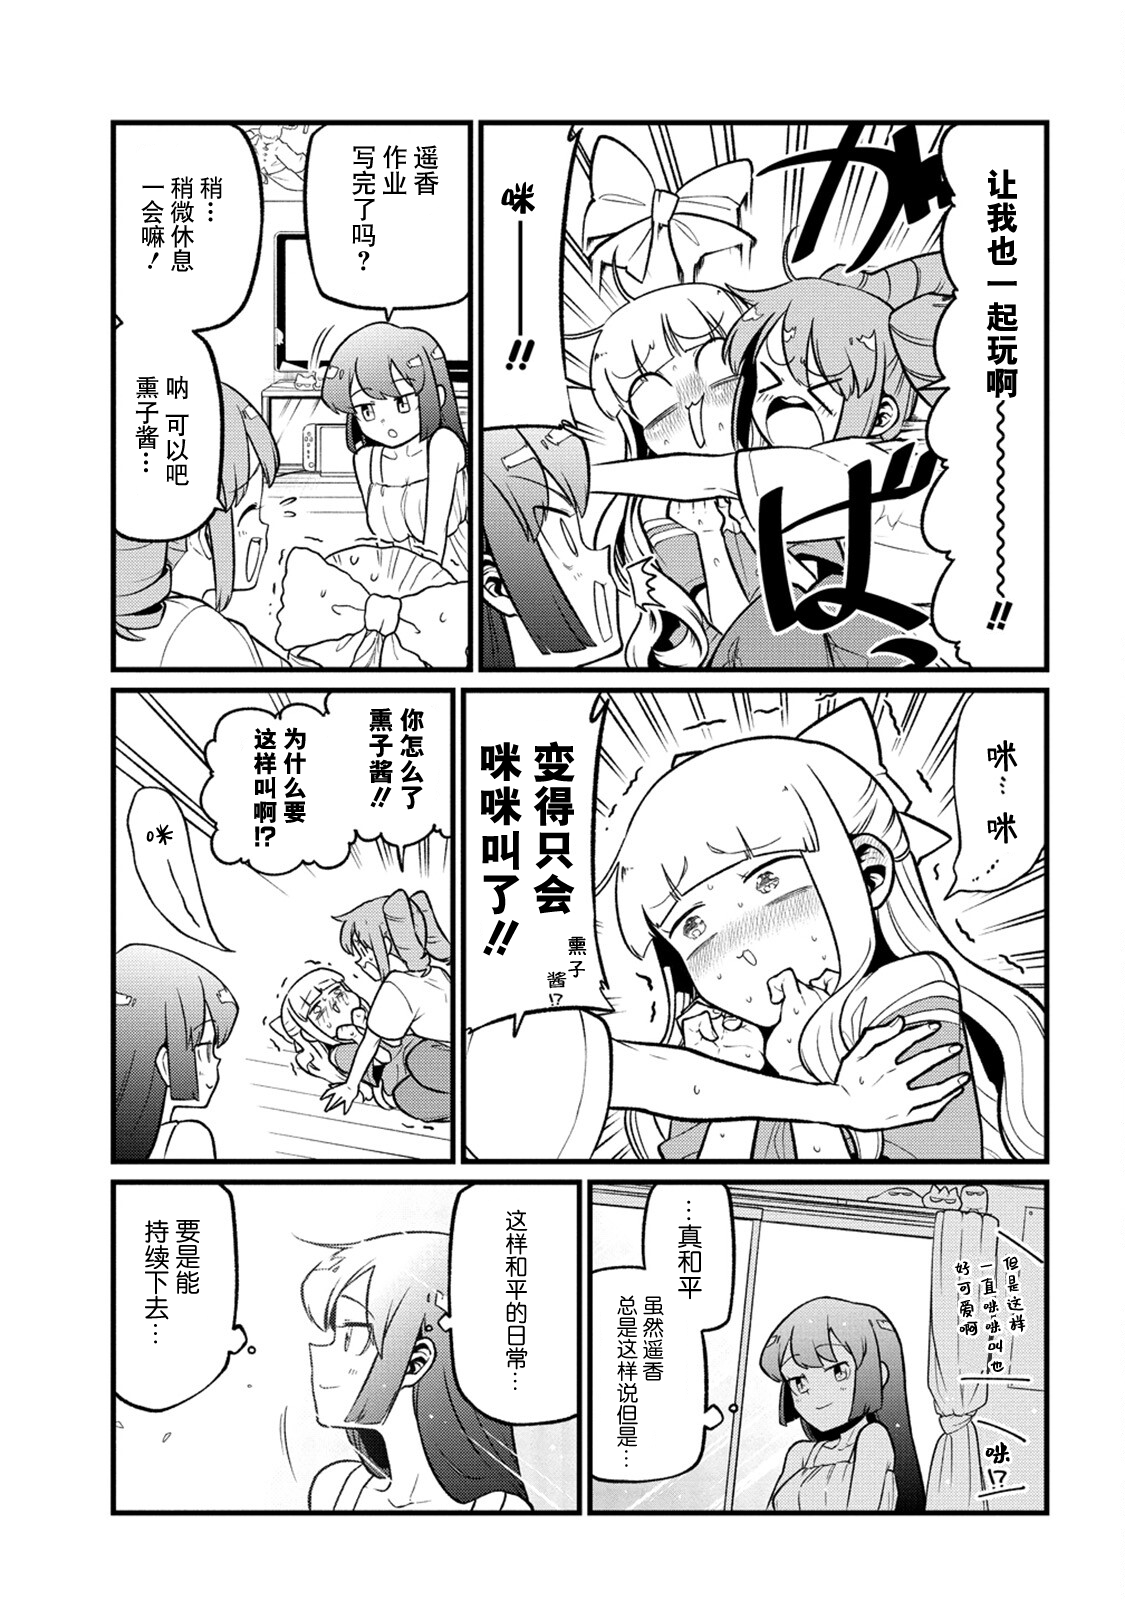 让我也一起玩啊～～～～～!!
がばっ
咪——!!
遥香
作业
写完了吗？
稍…
稍微休息
一会嘛！
呐 可以吧
熏子酱…
咪…咪…
变得只会
咪咪叫了!!
熏子
酱!?
你怎么了
熏子酱!!
为什么要
这样叫啊!?
咪
…真和平
虽然遥香
总是这样说但是…
但是这样
一直咪咪叫也
好可爱啊
咪!?
这样和平的日常…
要是能
持续下去…